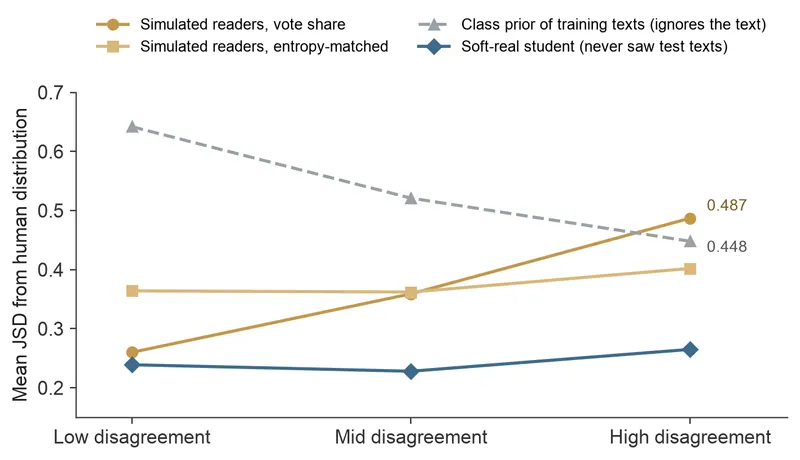 Simulated readers, vote share
Simulated readers, entropy-matched
Class prior of training texts (ignores the text)
Soft-real student (never saw test texts)
Mean JSD from human distribution
0.7
0.6
0.5
0.4
0.3
0.2
0.487
0.448
Low disagreement
Mid disagreement
High disagreement